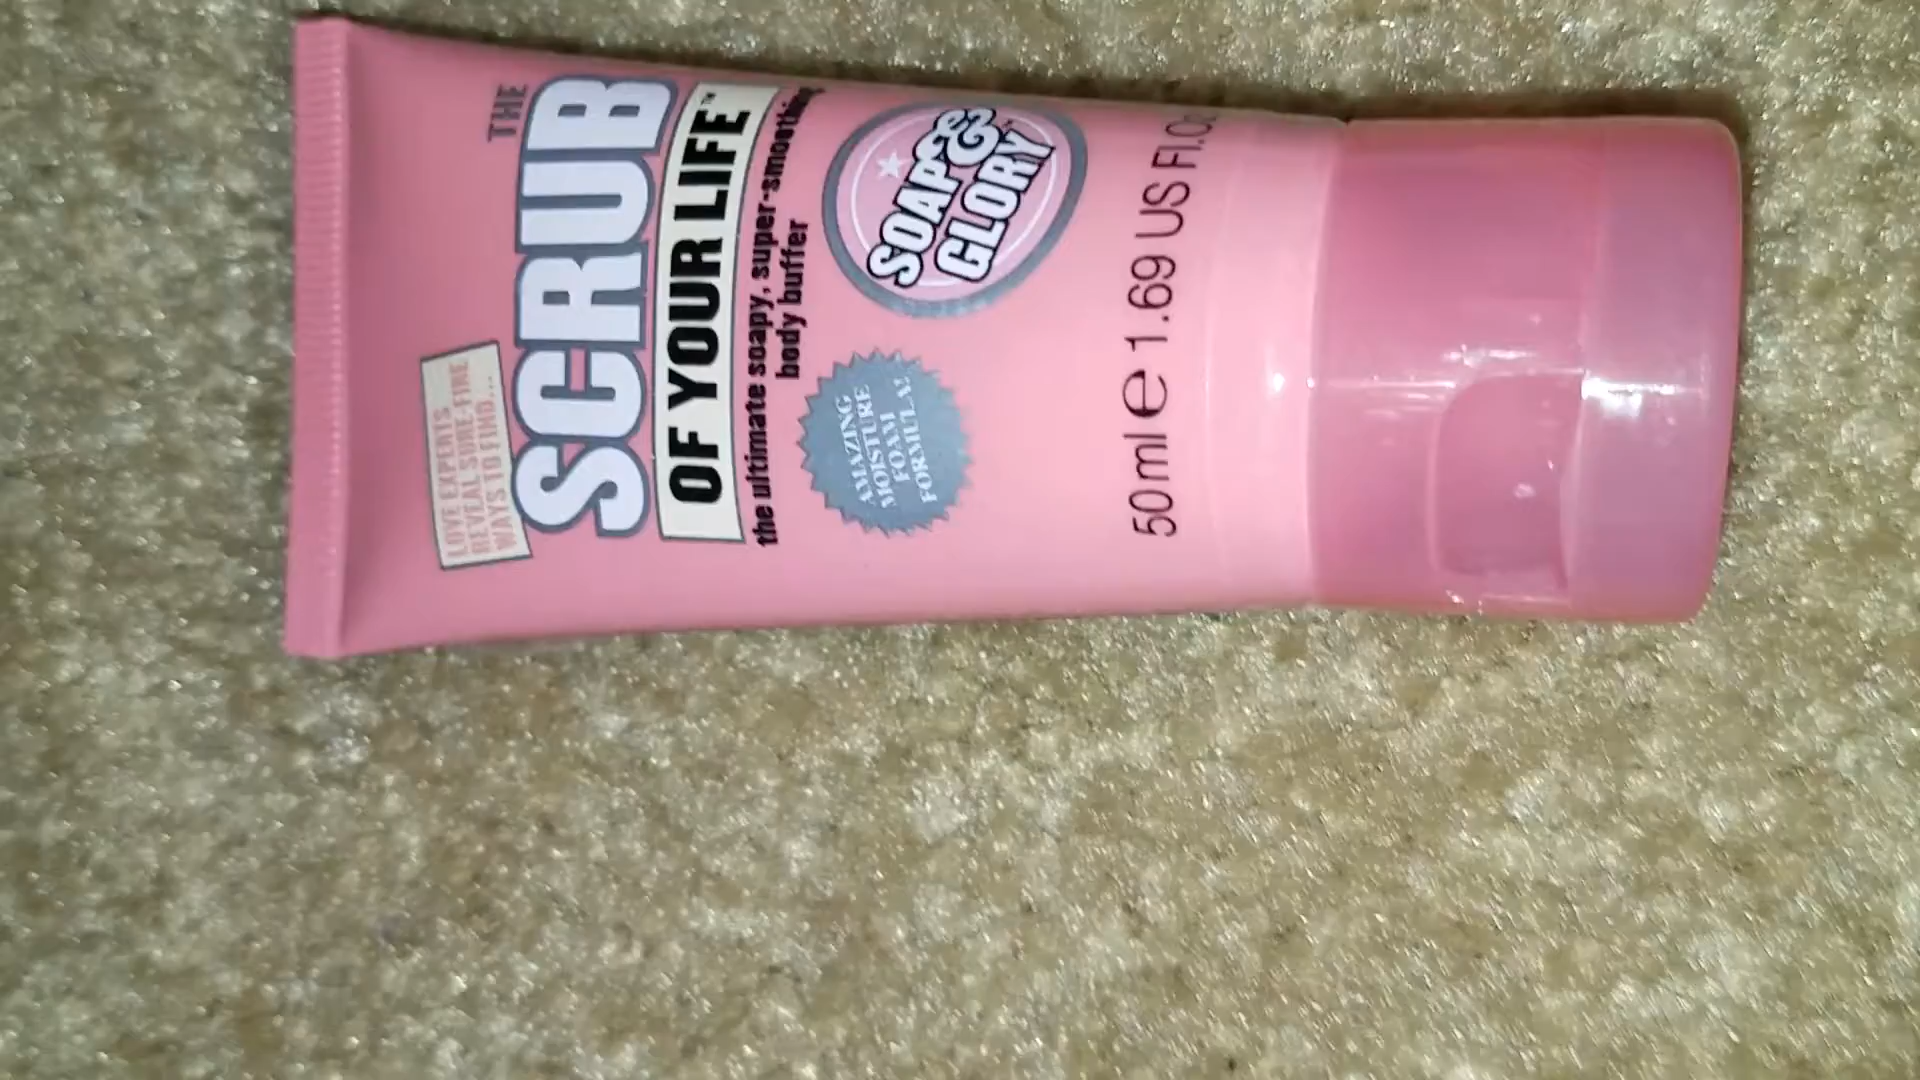 LOVE EXPERTS
REVEAL SURE-FIRE
WAYS TO FIND...
THE
SCRUB
OF YOUR LIFE™
the ultimate soapy, super-smoothing
body buffer
SOAP &
GLORY™
AMAZING
MOISTURE
FOAM
FORMULA!
50ml e 1.69 US Fl.Oz